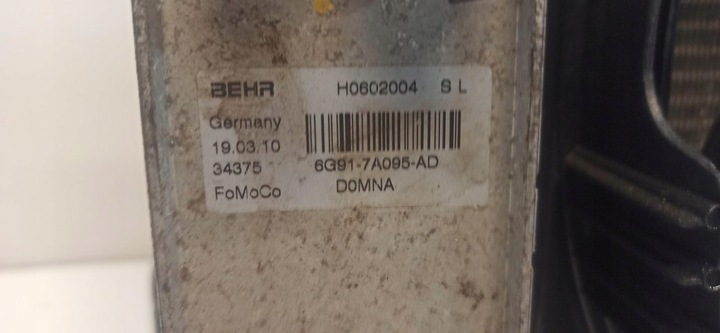 BEHR H0602004 S L
Germany
19.03.10
34375 6G91-7A095-AD
FoMoCo D0MNA